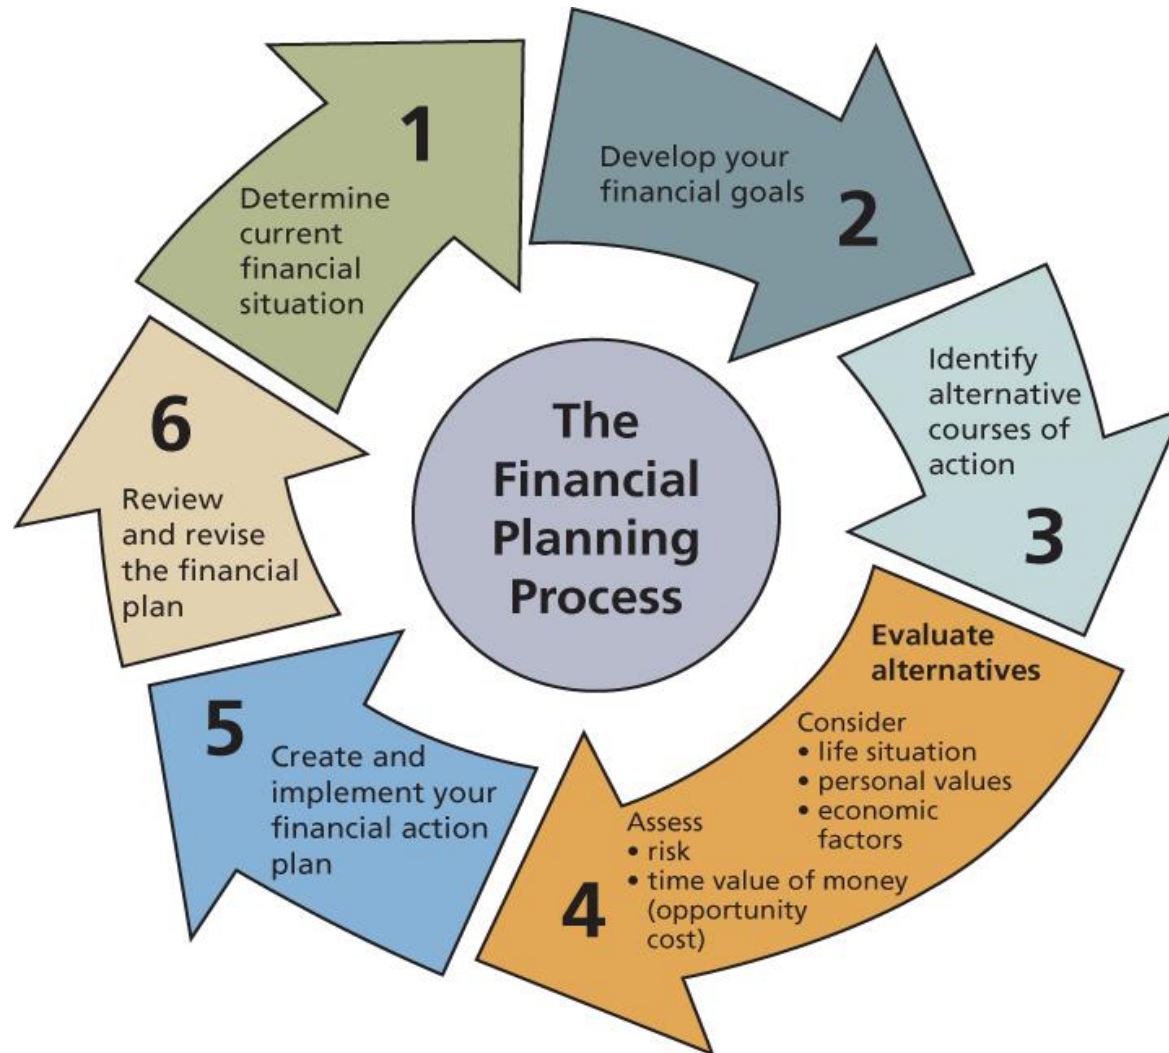 The
Financial
Planning
Process
1
Determine
current
financial
situation
Develop your
financial goals
2
Identify
alternative
courses of
action
3
Evaluate
alternatives
Consider
• life situation
• personal values
• economic
factors
Assess
• risk
• time value of money
(opportunity
cost)
4
5
Create and
implement your
financial action
plan
6
Review
and revise
the financial
plan